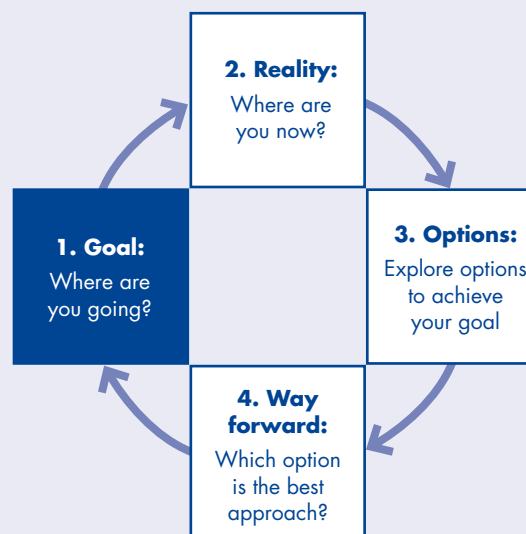 1. Goal:
Where are
you going?
2. Reality:
Where are
you now?
3. Options:
Explore options
to achieve
your goal
4. Way
forward:
Which option
is the best
approach?